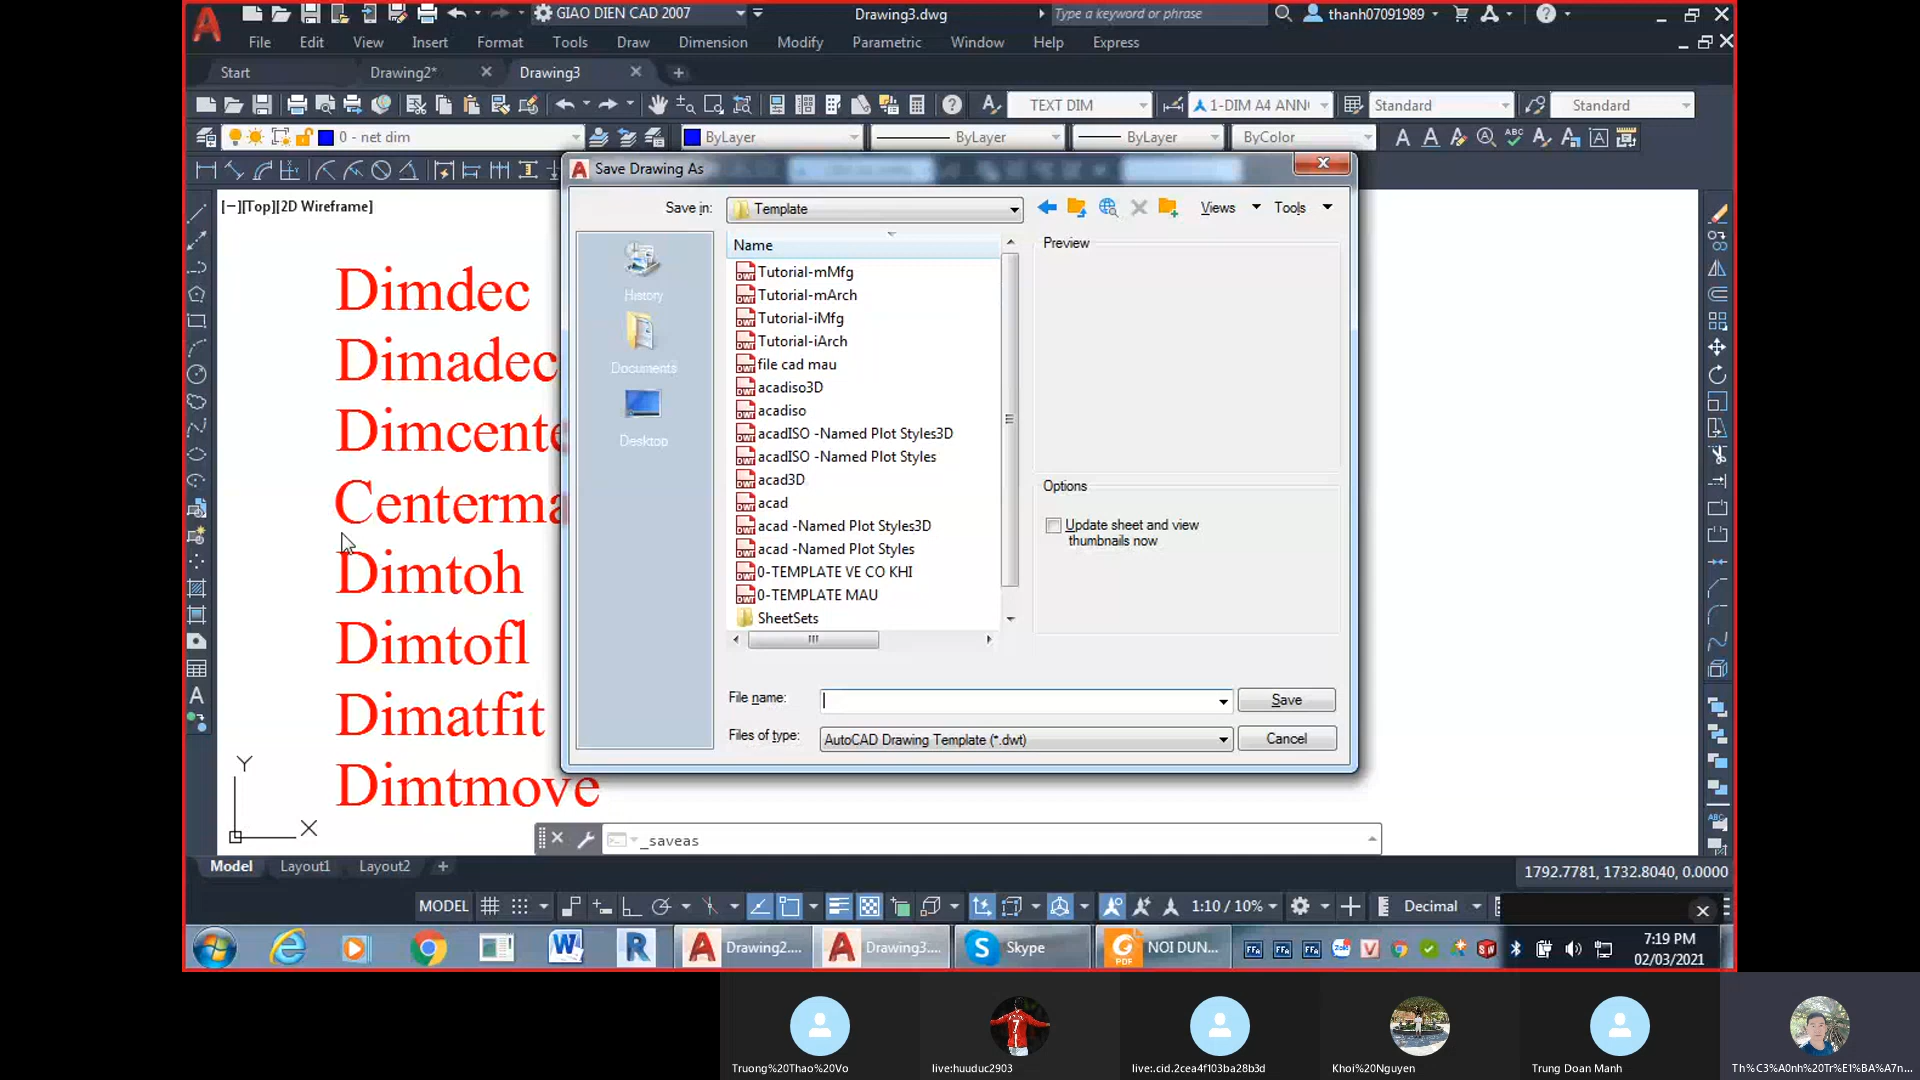 GIAO DIEN CAD 2007
Drawing3.dwg
Type a keyword or phrase
thanh07091989
File Edit View Insert Format Tools Draw Dimension Modify Parametric Window Help Express
Start Drawing2* Drawing3
TEXT DIM
Standard
Standard
0 - net dim
ByLayer
ByLayer
ByLayer
ByColor
[−][Top][2D Wireframe]
Dimdec
Dimadec
Dimtoh
Dimtofl
Dimatfit
Dimtmove
Y
X
Save Drawing As
Save in: Template
Views Tools
History
Documents
Desktop
Name
Tutorial-mMfg
Tutorial-mArch
Tutorial-iMfg
Tutorial-iArch
file cad mau
acadiso3D
acadiso
acadISO -Named Plot Styles3D
acadISO -Named Plot Styles
acad3D
acad
acad -Named Plot Styles3D
acad -Named Plot Styles
0-TEMPLATE VE CO KHI
0-TEMPLATE MAU
SheetSets
Preview
Options
Update sheet and view
thumbnails now
File name:
Save
Files of type: AutoCAD Drawing Template (*.dwt)
Cancel
_saveas
Model Layout1 Layout2
1792.7781, 1732.8040, 0.0000
MODEL
1:10 / 10%
Decimal
Drawing2....
Drawing3....
Skype
NOI DUN...
7:19 PM
02/03/2021
Truong%20Thao%20Vo
live:huuduc2903
live:.cid.2cea4f103ba28b3d
Khoi%20Nguyen
Trung Doan Manh
Th%C3%A0nh%20Tr%E1%BA%A7n...